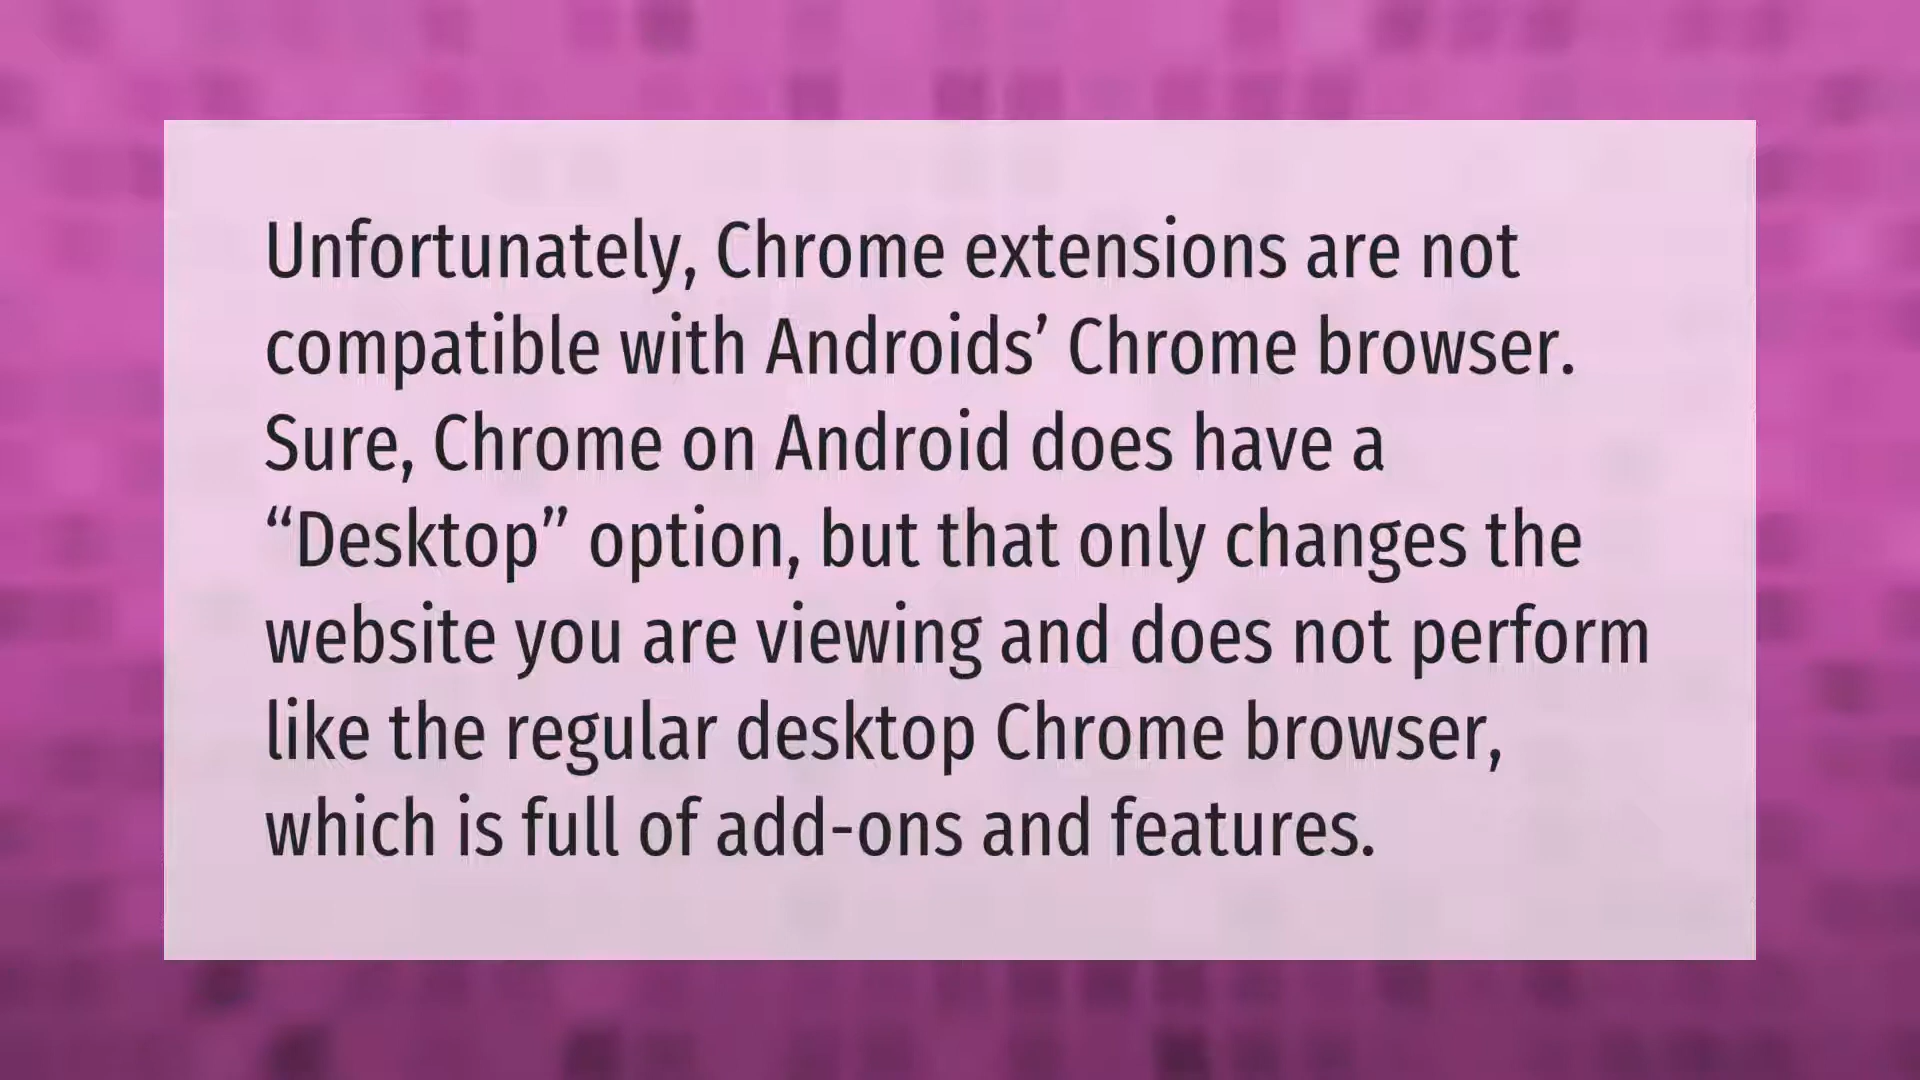 Unfortunately, Chrome extensions are not
compatible with Androids’ Chrome browser.
Sure, Chrome on Android does have a
“Desktop” option, but that only changes the
website you are viewing and does not perform
like the regular desktop Chrome browser,
which is full of add-ons and features.